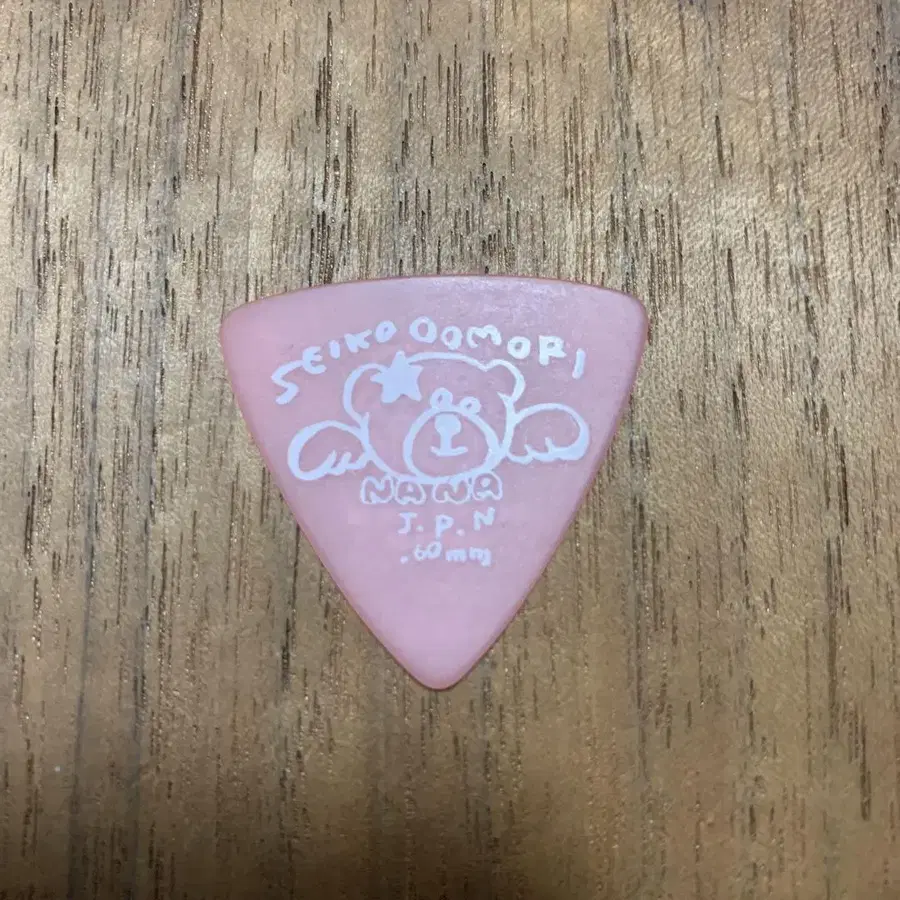 SEIKO OOMORI
NANA
J.P.N
.60mm